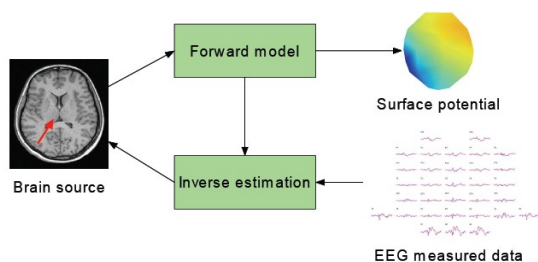 Forward model
Surface potential
Brain source
Inverse estimation
EEG measured data